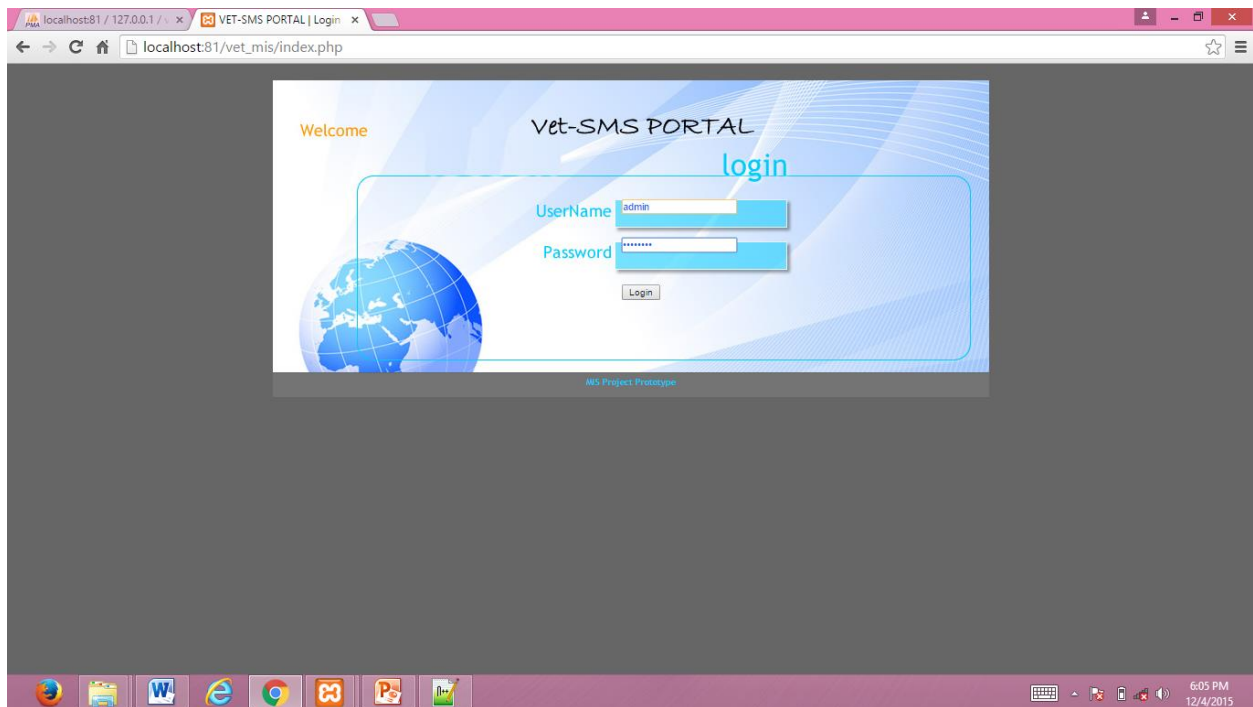 localhost:81 / 127.0.0.1 /
VET-SMS PORTAL | Login
localhost:81/vet_mis/index.php
Welcome
Vet-SMS PORTAL
login
UserName
admin
Password
Login
MIS Project Prototype
6:05 PM
12/4/2015